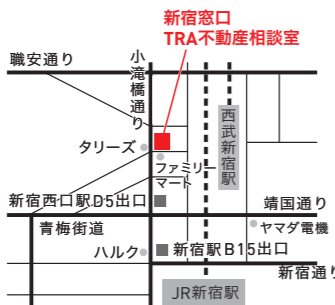 新宿窓口
TRA不動産相談室
職安通り
小滝橋通り
西武新宿駅
タリーズ
ファミリー
マート
新宿西口駅D5出口
靖国通り
青梅街道
ヤマダ電機
ハルク
新宿駅B15出口
新宿通り
JR新宿駅